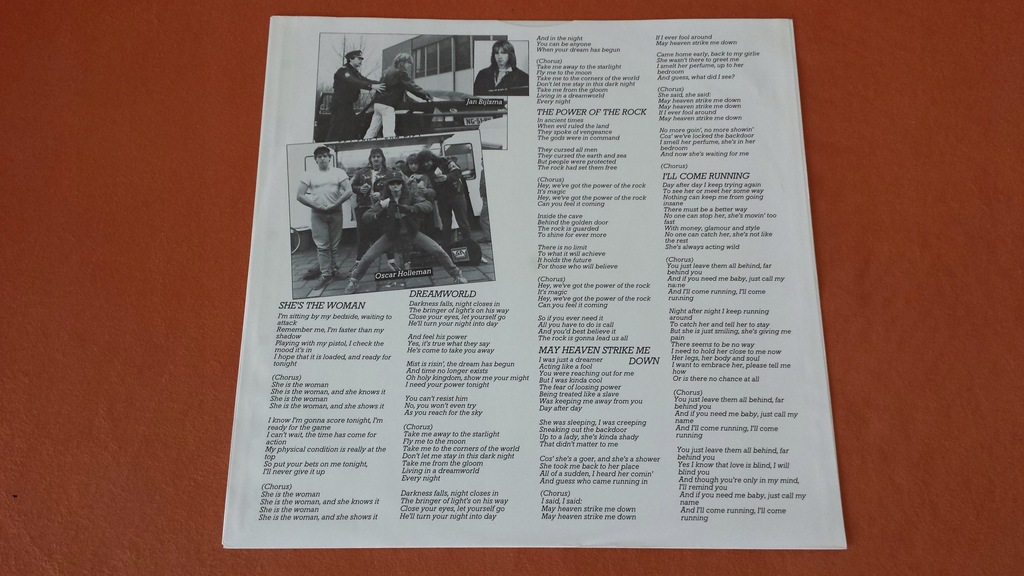 Jan Bijlsma
Oscar Holleman
SHE'S THE WOMAN
I'm sitting by my bedside, waiting to
attack
Remember me, I'm faster than my
shadow
Playing with my pistol, I check the
mood it's in
I hope that it is loaded, and ready for
tonight
(Chorus)
She is the woman
She is the woman, and she knows it
She is the woman
She is the woman, and she shows it
I know I'm gonna score tonight, I'm
ready for the game
I can't wait, the time has come for
action
My physical condition is really at the
top
So put your bets on me tonight,
I'll never give it up
(Chorus)
She is the woman
She is the woman, and she knows it
She is the woman
She is the woman, and she shows it
DREAMWORLD
Darkness falls, night closes in
The bringer of light's on his way
Close your eyes, let yourself go
He'll turn your night into day
And feel his power
Yes, it's true what they say
He's come to take you away
Mist is risin', the dream has begun
And time no longer exists
Oh holy kingdom, show me your might
I need your power tonight
You can't resist him
No, you won't even try
As you reach for the sky
(Chorus)
Take me away to the starlight
Fly me to the moon
Take me to the corners of the world
Don't let me stay in this dark night
Take me from the gloom
Living in a dreamworld
Every night
Darkness falls, night closes in
The bringer of light's on his way
Close your eyes, let yourself go
He'll turn your night into day
And in the night
You can be anyone
When your dream has begun
(Chorus)
Take me away to the starlight
Fly me to the moon
Take me to the corners of the world
Don't let me stay in this dark night
Take me from the gloom
Living in a dreamworld
Every night
THE POWER OF THE ROCK
In ancient times
When evil ruled the land
They spoke of vengeance
The gods were in command
They cursed all men
They cursed the earth and sea
But people were protected
The rock had set them free
(Chorus)
Hey, we've got the power of the rock
It's magic
Hey, we've got the power of the rock
Can you feel it coming
Inside the cave
Behind the golden door
The rock is guarded
To shine for ever more
There is no limit
To what it will achieve
It holds the future
For those who will believe
(Chorus)
Hey, we've got the power of the rock
It's magic
Hey, we've got the power of the rock
Can you feel it coming
So if you ever need it
All you have to do is call
And you'd best believe it
The rock is gonna lead us all
MAY HEAVEN STRIKE ME
DOWN
I was just a dreamer
Acting like a fool
You were reaching out for me
But I was kinda cool
The fear of loosing power
Being treated like a slave
Was keeping me away from you
Day after day
She was sleeping, I was creeping
Sneaking out the backdoor
Up to a lady, she's kinda shady
That didn't matter to me
Cos' she's a goer, and she's a shower
She took me back to her place
All of a sudden, I heard her comin'
And guess who came running in
(Chorus)
I said, I said:
May heaven strike me down
May heaven strike me down
If I ever fool around
May heaven strike me down
Came home early, back to my girlie
She wasn't there to greet me
I smelt her perfume, up to her
bedroom
And guess, what did I see?
(Chorus)
She said, she said:
May heaven strike me down
May heaven strike me down
If I ever fool around
May heaven strike me down
No more goin', no more showin'
Cos' we've locked the backdoor
I smell her perfume, she's in her
bedroom
And now she's waiting for me
(Chorus)
I'LL COME RUNNING
Day after day I keep trying again
To see her or meet her some way
Nothing can keep me from going
insane
There must be a better way
No one can stop her, she's movin' too
fast
With money, glamour and style
No one can catch her, she's not like
the rest
She's always acting wild
(Chorus)
You just leave them all behind, far
behind you
And if you need me baby, just call my
name
And I'll come running, I'll come
running
Night after night I keep running
around
To catch her and tell her to stay
But she is just smiling, she's giving me
pain
There seems to be no way
I need to hold her close to me now
Her legs, her body and soul
I want to embrace her, please tell me
how
Or is there no chance at all
(Chorus)
You just leave them all behind, far
behind you
And if you need me baby, just call my
name
And I'll come running, I'll come
running
You just leave them all behind, far
behind you
Yes I know that love is blind, I will
blind you
And though you're only in my mind,
I'll remind you
And if you need me baby, just call my
name
And I'll come running, I'll come
running